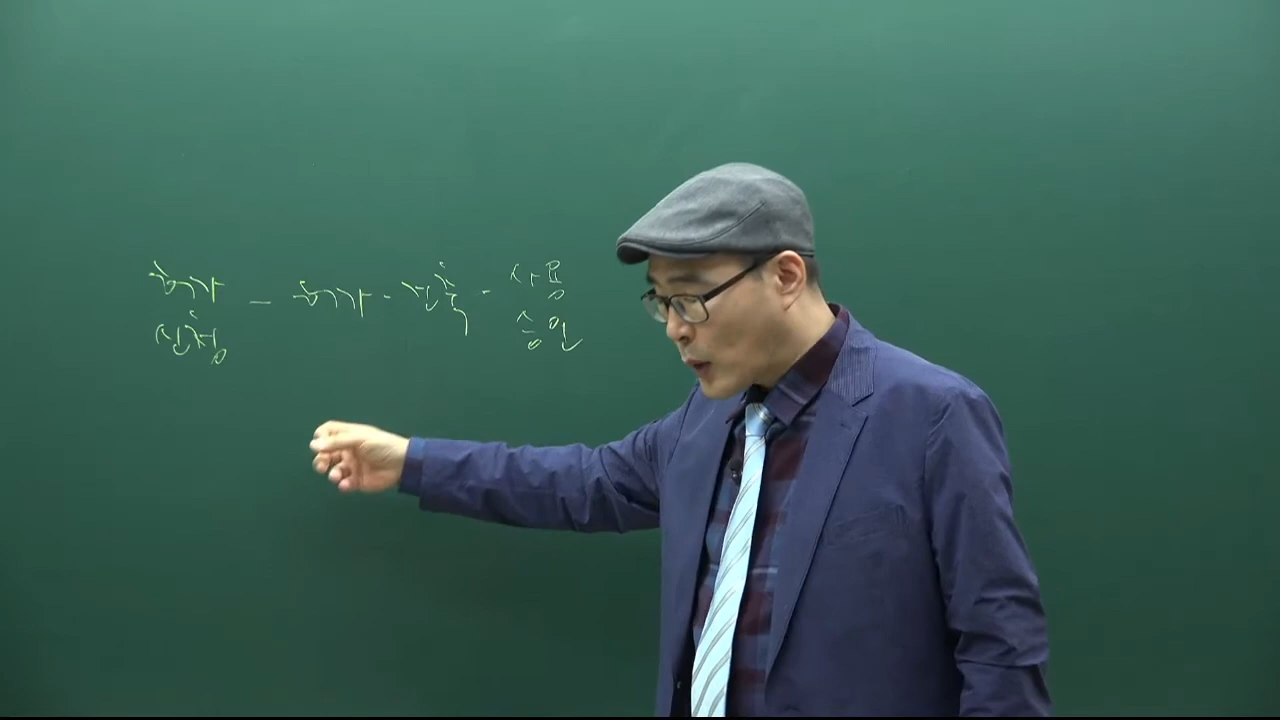 허가 - 허가 - 건축 - 사용
신청 승인